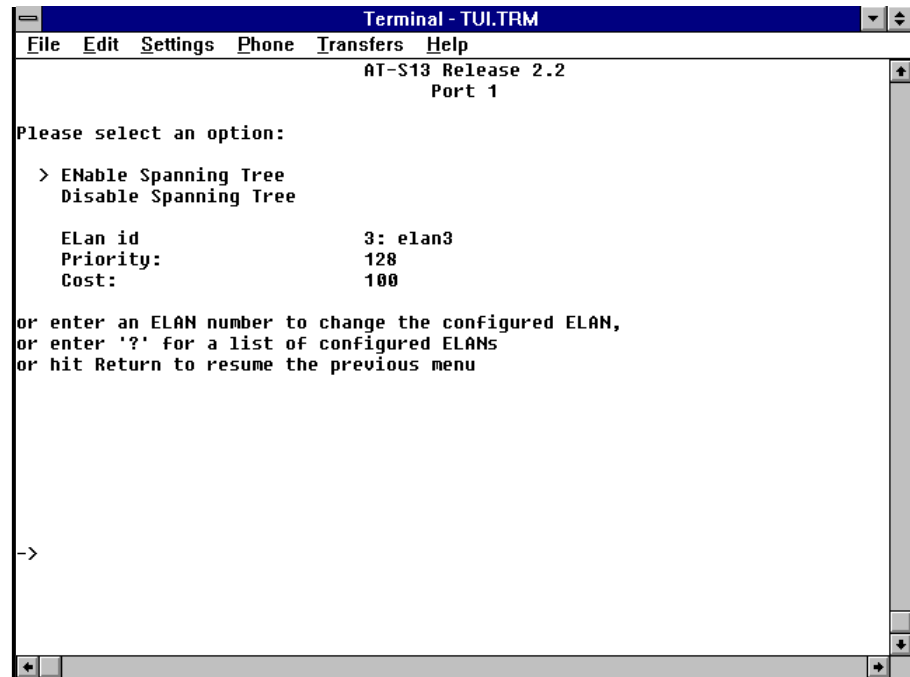 Terminal - TUI.TRM
File Edit Settings Phone Transfers Help
AT-S13 Release 2.2
Port 1
Please select an option:
> ENable Spanning Tree
Disable Spanning Tree
ELan id 3: elan3
Priority: 128
Cost: 100
or enter an ELAN number to change the configured ELAN,
or enter '?' for a list of configured ELANs
or hit Return to resume the previous menu
->